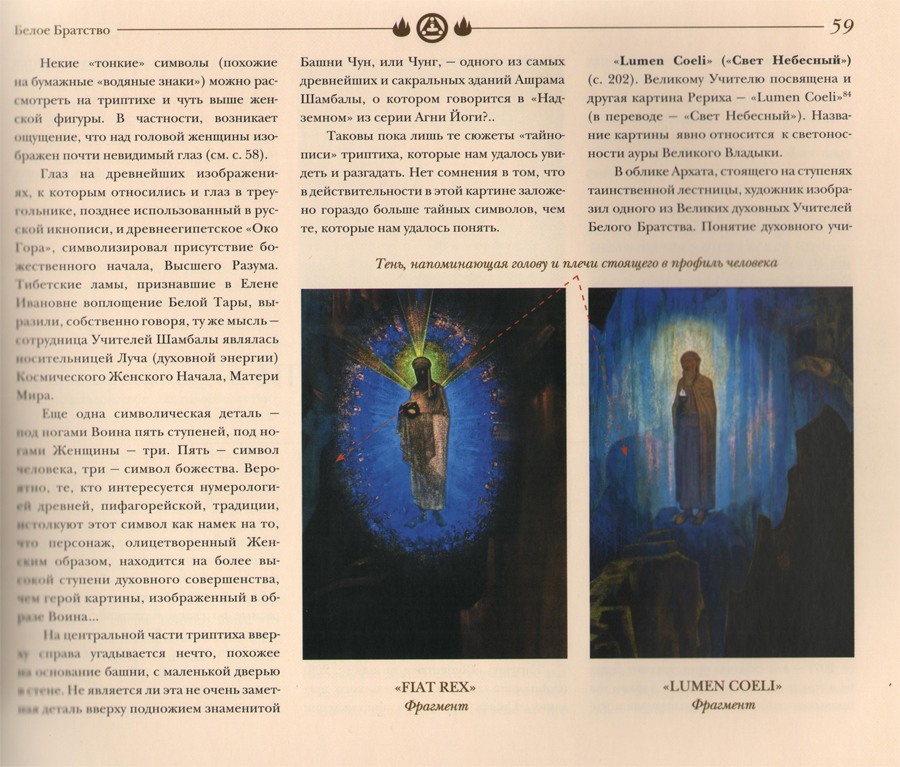 Белое Братство
59
Некие «тонкие» символы (похожие
на бумажные «водяные знаки») можно рас-
смотреть на триптихе и чуть выше жен-
ской фигуры. В частности, возникает
ощущение, что над головой женщины изо-
бражен почти невидимый глаз (см. с. 58).
Глаз на древнейших изображени-
ях, к которым относились и глаз в треу-
гольнике, позднее использованный в рус-
ской икнописи, и древнеегипетское «Око
Гора», символизировал присутствие бо-
жественного начала, Высшего Разума.
Тибетские ламы, признавшие в Елене
Ивановне воплощение Белой Тары, вы-
разили, собственно говоря, ту же мысль –
сотрудница Учителей Шамбалы являлась
носительницей Луча (духовной энергии)
Космического Женского Начала, Матери
Мира.
Еще одна символическая деталь –
под ногами Воина пять ступеней, под но-
гами Женщины – три. Пять – символ
человека, три – символ божества. Веро-
ятно, те, кто интересуется нумерологи-
ей древней, пифагорейской, традиции,
истолкуют этот символ как намек на то,
что персонаж, олицетворенный Жен-
ским образом, находится на более вы-
сокой ступени духовного совершенства,
чем герой картины, изображенный в об-
разе Воина...
На центральной части триптиха ввер-
ху справа угадывается нечто, похожее
на основание башни, с маленькой дверью
в стене. Не является ли эта не очень замет-
ная деталь вверху подножием знаменитой
Башни Чун, или Чунг, – одного из самых
древнейших и сакральных зданий Ашрама
Шамбалы, о котором говорится в «Над-
земном» из серии Агни Йоги?..
Таковы пока лишь те сюжеты «тайно-
писи» триптиха, которые нам удалось уви-
деть и разгадать. Нет сомнения в том, что
в действительности в этой картине заложе-
но гораздо больше тайных символов, чем
те, которые нам удалось понять.
«Lumen Coeli» («Свет Небесный»)
(с. 202). Великому Учителю посвящена и
другая картина Рериха – «Lumen Coeli»⁸⁴
(в переводе – «Свет Небесный»). Назва-
ние картины явно относится к светонос-
ности ауры Великого Владыки.
В облике Архата, стоящего на ступенях
таинственной лестницы, художник изобра-
зил одного из Великих духовных Учителей
Белого Братства. Понятие духовного учи-
Тень, напоминающая голову и плечи стоящего в профиль человека
«FIAT REX»
Фрагмент
«LUMEN COELI»
Фрагмент